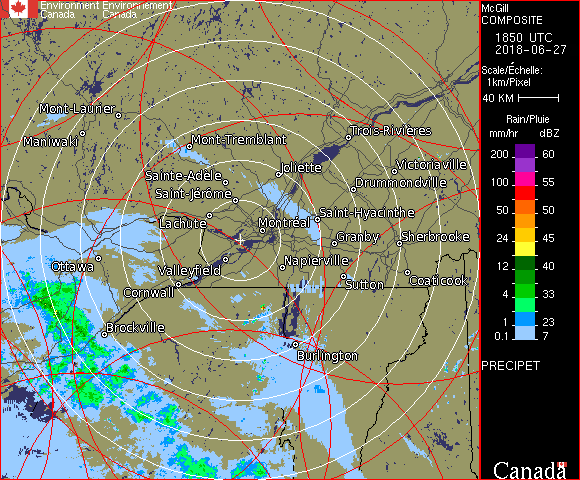 Environment Environnement
Canada Canada
McGill
COMPOSITE
1850 UTC
2018-06-27
Scale/Échelle:
1km/Pixel
40 KM
Rain/Pluie
mm/hr dBZ
200 60
150 57
100 55
50 50
24 45
12 40
4 33
1 23
0.1 7
PRECIPET
Mont-Laurier
Maniwaki
Mont-Tremblant
Trois-Rivières
Sainte-Adèle
Joliette
Victoriaville
Saint-Jérôme
Drummondville
Lachute
Montréal
Saint-Hyacinthe
Granby
Sherbrooke
Ottawa
Valleyfield
Napierville
Cornwall
Sutton
Coaticook
Brockville
Burlington
Canada